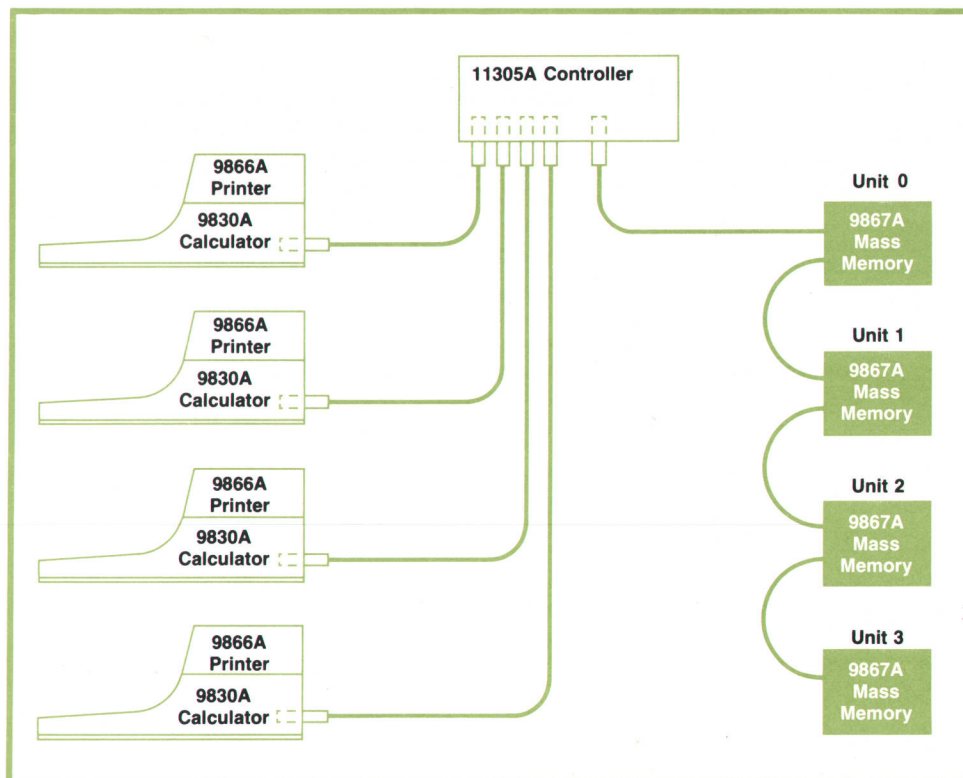 11305A Controller
9866A
Printer
9830A
Calculator
9866A
Printer
9830A
Calculator
9866A
Printer
9830A
Calculator
9866A
Printer
9830A
Calculator
Unit 0
9867A
Mass
Memory
Unit 1
9867A
Mass
Memory
Unit 2
9867A
Mass
Memory
Unit 3
9867A
Mass
Memory